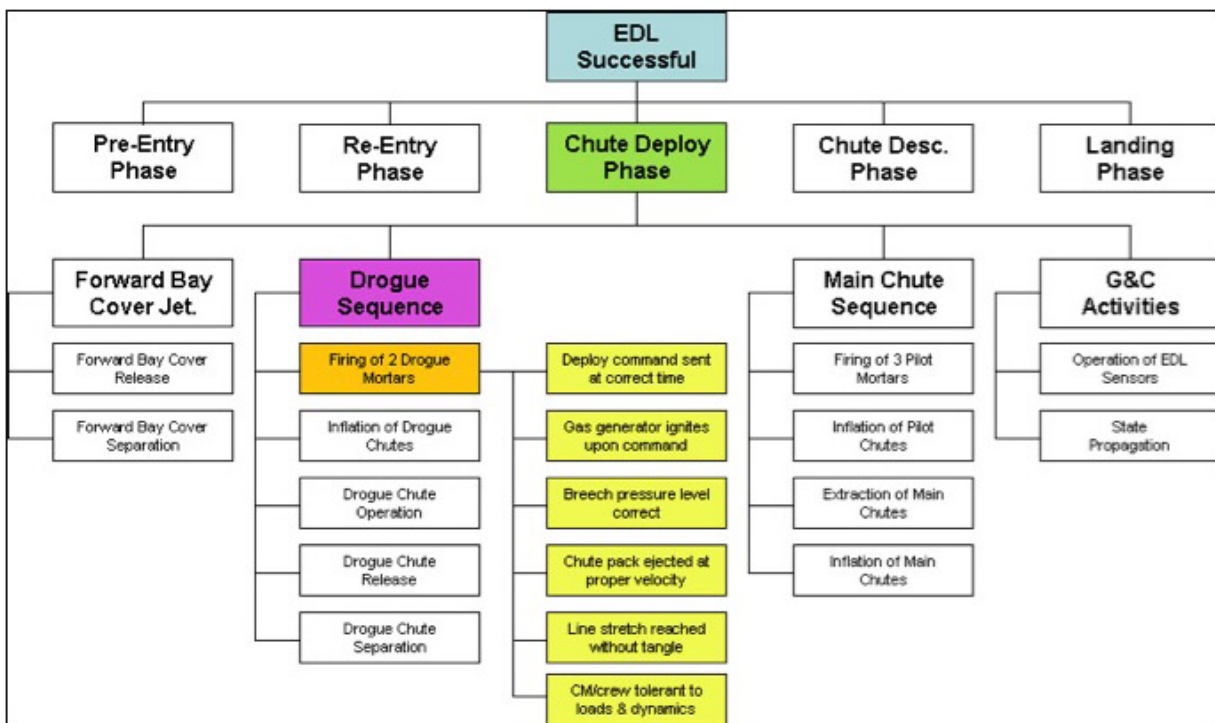 EDL
Successful
Pre-Entry
Phase
Re-Entry
Phase
Chute Deploy
Phase
Chute Desc.
Phase
Landing
Phase
Forward Bay
Cover Jet.
Drogue
Sequence
Main Chute
Sequence
G&C
Activities
Forward Bay Cover
Release
Forward Bay Cover
Separation
Firing of 2 Drogue
Mortars
Inflation of Drogue
Chutes
Drogue Chute
Operation
Drogue Chute
Release
Drogue Chute
Separation
Deploy command sent
at correct time
Gas generator ignites
upon command
Breech pressure level
correct
Chute pack ejected at
proper velocity
Line stretch reached
without tangle
CM/crew tolerant to
loads & dynamics
Firing of 3 Pilot
Mortars
Inflation of Pilot
Chutes
Extraction of Main
Chutes
Inflation of Main
Chutes
Operation of EDL
Sensors
State
Propagation